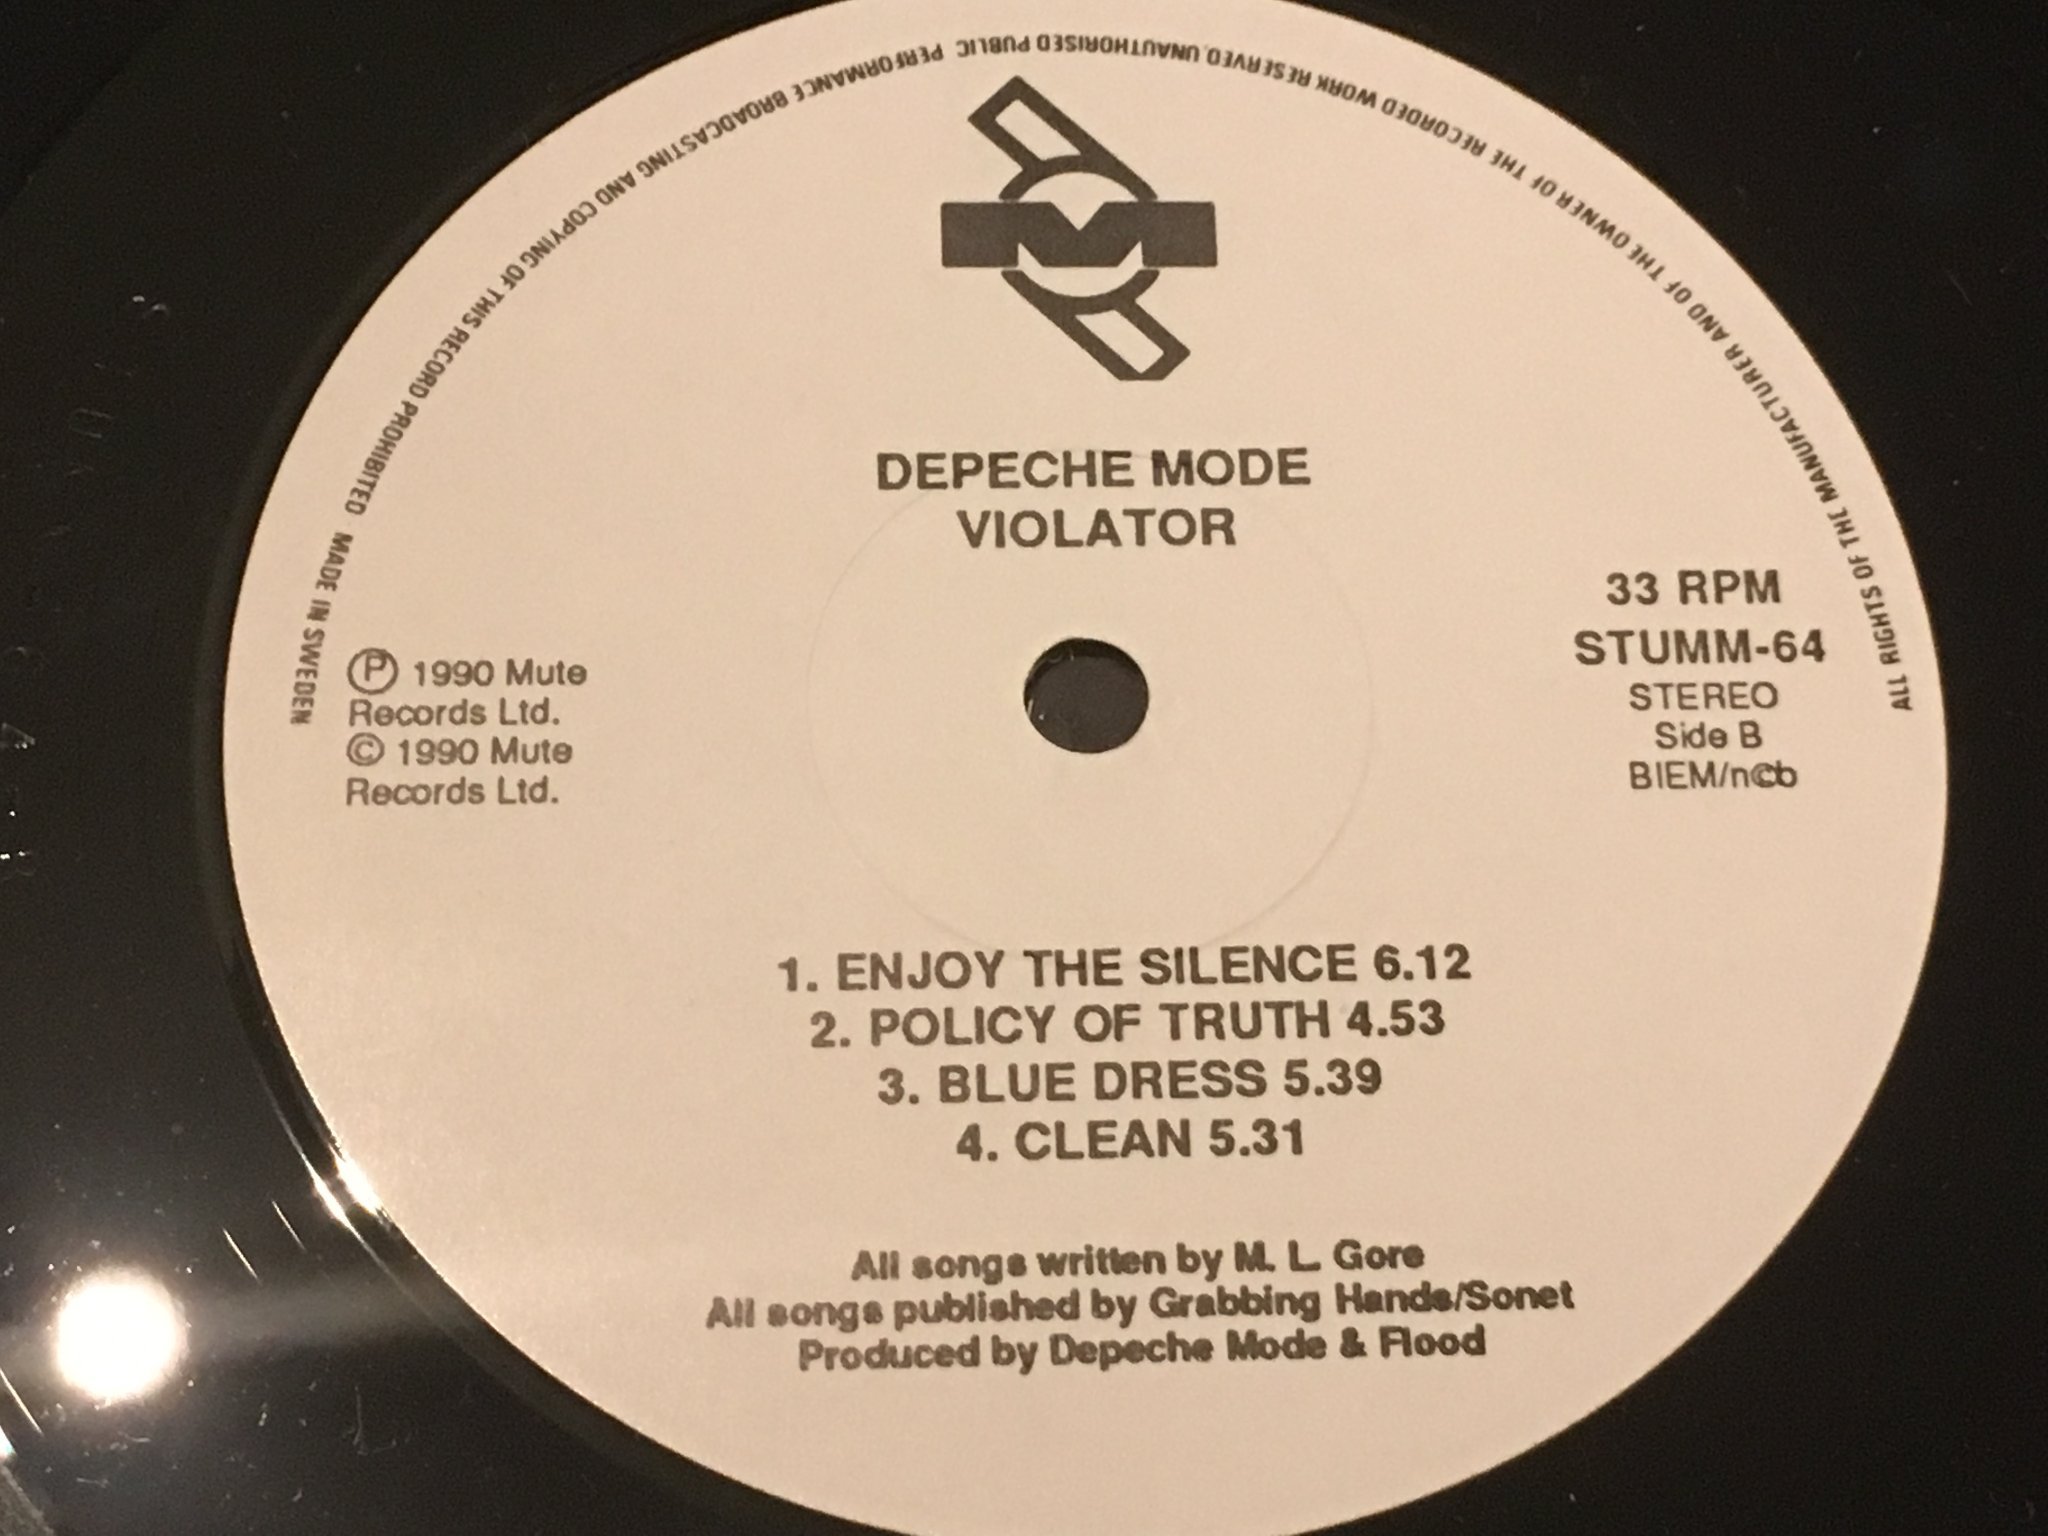 ALL RIGHTS OF THE MANUFACTURER AND OF THE OWNER OF THE RECORDED WORK RESERVED. UNAUTHORISED PUBLIC PERFORMANCE BROADCASTING AND COPYING OF THIS RECORD PROHIBITED MADE IN SWEDEN
DEPECHE MODE
VIOLATOR
33 RPM
STUMM-64
STEREO
Side B
BIEM/n©b
Ⓟ 1990 Mute
Records Ltd.
© 1990 Mute
Records Ltd.
1. ENJOY THE SILENCE 6.12
2. POLICY OF TRUTH 4.53
3. BLUE DRESS 5.39
4. CLEAN 5.31
All songs written by M. L. Gore
All songs published by Grabbing Hands/Sonet
Produced by Depeche Mode & Flood